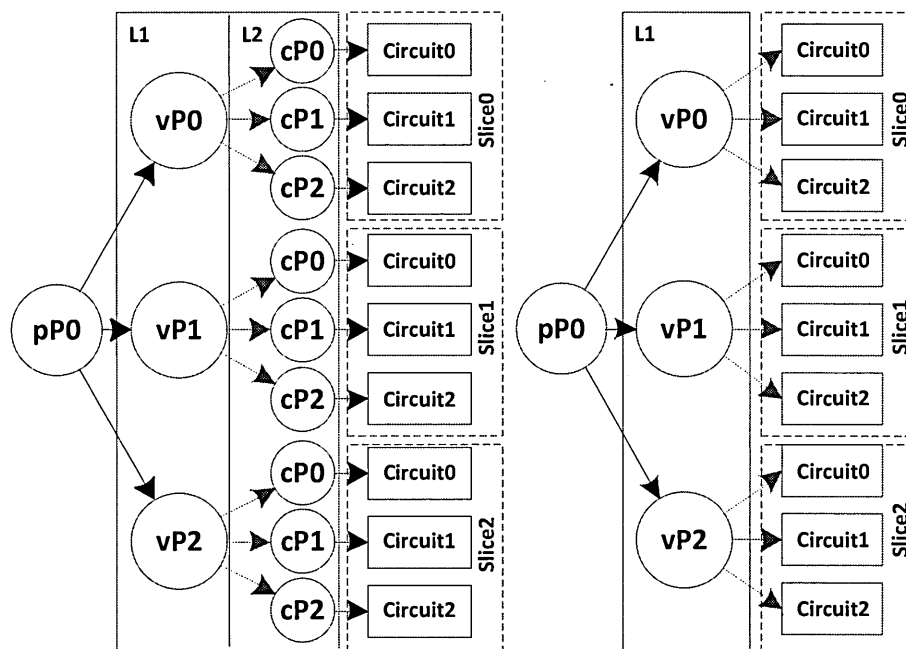 L1
L2
cP0
Circuit0
vP0
cP1
Circuit1
Slice0
cP2
Circuit2
cP0
Circuit0
pP0
vP1
cP1
Circuit1
Slice1
cP2
Circuit2
cP0
Circuit0
vP2
cP1
Circuit1
Slice2
cP2
Circuit2
L1
Circuit0
vP0
Circuit1
Slice0
Circuit2
Circuit0
pP0
vP1
Circuit1
Slice1
Circuit2
Circuit0
vP2
Circuit1
Slice2
Circuit2